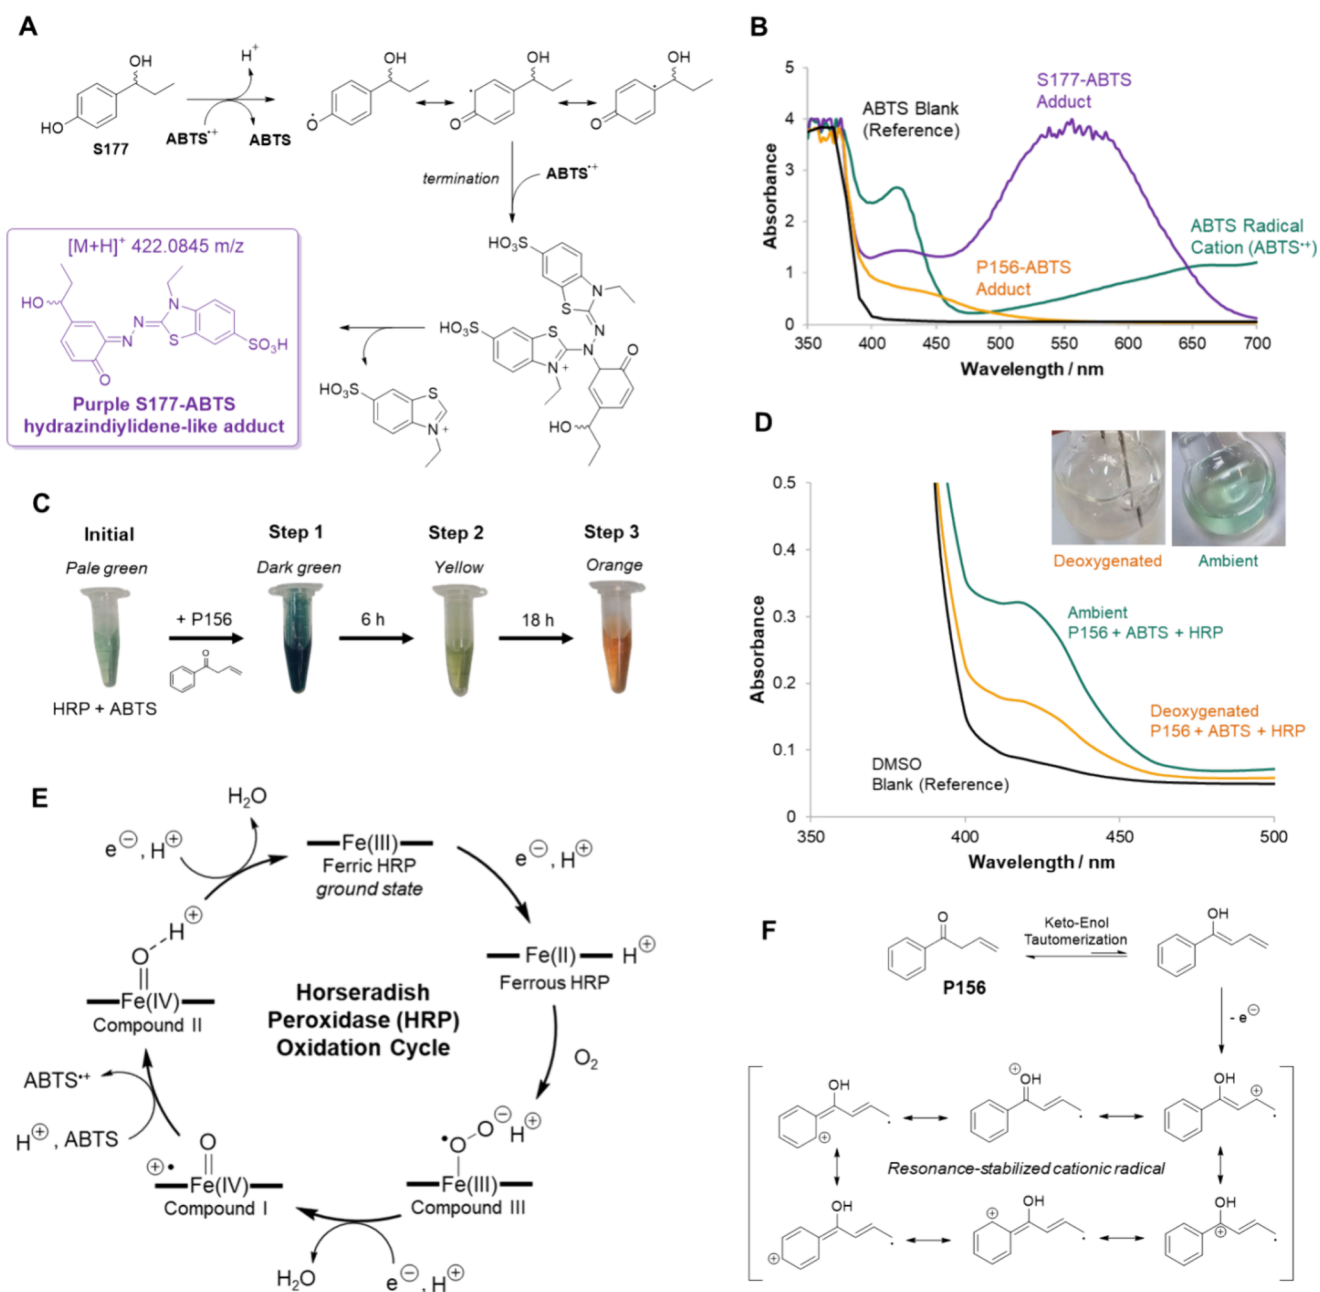 A
OH
H+
OH
OH
OH
HO
S177
ABTS•+
ABTS
O
O
O
termination
ABTS•+
[M+H]+ 422.0845 m/z
HO
N
N
N
S
SO3H
O
Purple S177-ABTS
hydrazindiylidene-like adduct
HO3S
N
S
N
HO3S
S
N
O
N
+
HO
HO3S
S
N
+
B
Absorbance
5
4
3
2
1
0
350
400
450
500
550
600
650
700
Wavelength / nm
ABTS Blank
(Reference)
S177-ABTS
Adduct
P156-ABTS
Adduct
ABTS Radical
Cation (ABTS•+)
C
Initial
Step 1
Step 2
Step 3
Pale green
Dark green
Yellow
Orange
+ P156
6 h
18 h
O
HRP + ABTS
D
Absorbance
0.5
0.4
0.3
0.2
0.1
0
350
400
450
500
Wavelength / nm
Deoxygenated
Ambient
Ambient
P156 + ABTS + HRP
Deoxygenated
P156 + ABTS + HRP
DMSO
Blank (Reference)
E
H2O
e⊖, H⊕
Fe(III)
Ferric HRP
ground state
e⊖, H⊕
Fe(II)
H⊕
Ferrous HRP
O2
O⊖
H⊕
•O
Fe(III)
Compound III
e⊖, H⊕
H2O
O
⊕•
Fe(IV)
Compound I
H⊕, ABTS
ABTS•+
H⊕
O
Fe(IV)
Compound II
Horseradish
Peroxidase (HRP)
Oxidation Cycle
F
O
P156
Keto-Enol
Tautomerization
OH
- e⊖
OH
⊕
⊕
OH
OH
⊕
Resonance-stabilized cationic radical
OH
⊕
⊕
OH
OH
⊕